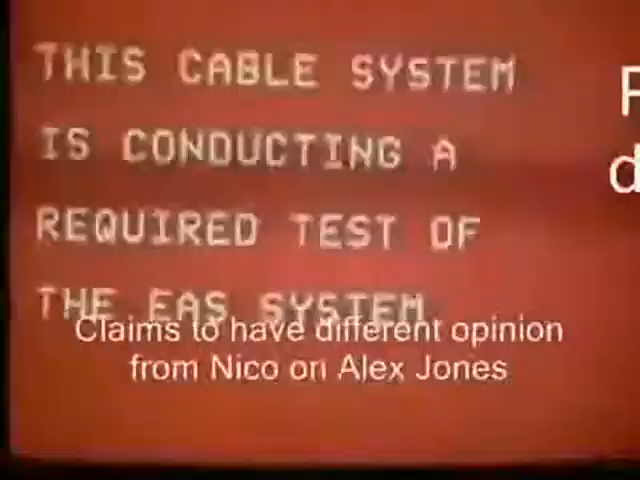 THIS CABLE SYSTEM
IS CONDUCTING A
REQUIRED TEST OF
THE EAS SYSTEM
Claims to have different opinion
from Nico on Alex Jones